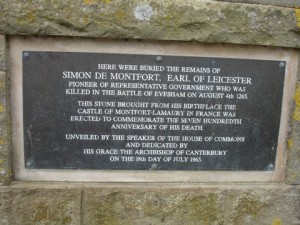 HERE WERE BURIED THE REMAINS OF
SIMON DE MONTFORT, EARL OF LEICESTER
PIONEER OF REPRESENTATIVE GOVERNMENT WHO WAS
KILLED IN THE BATTLE OF EVESHAM ON AUGUST 4th 1265
THIS STONE BROUGHT FROM HIS BIRTHPLACE THE
CASTLE OF MONTFORT-LAMAURY IN FRANCE WAS
ERECTED TO COMMEMORATE THE SEVEN HUNDREDTH
ANNIVERSARY OF HIS DEATH
UNVEILED BY THE SPEAKER OF THE HOUSE OF COMMONS
AND DEDICATED BY
HIS GRACE THE ARCHBISHOP OF CANTERBURY
ON THE 18th DAY OF JULY 1965